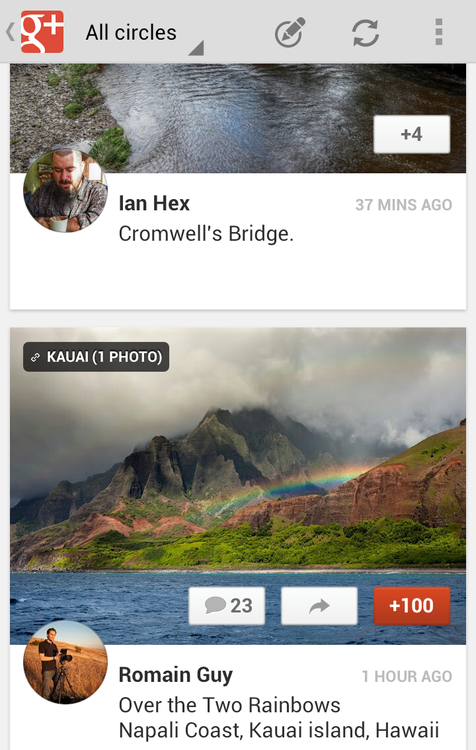 g+ All circles
+4
Ian Hex 37 MINS AGO
Cromwell's Bridge.
KAUAI (1 PHOTO)
23 +100
Romain Guy 1 HOUR AGO
Over the Two Rainbows
Napali Coast, Kauai island, Hawaii